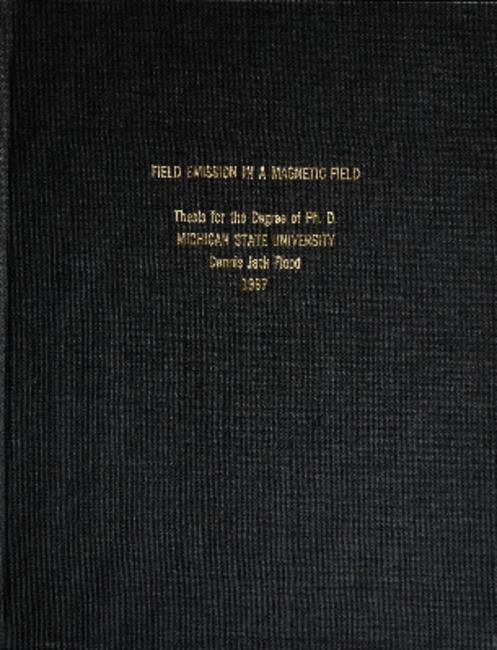 FIELD EMISSION IN A MAGNETIC FIELD
Thesis for the Degree of Ph. D.
MICHIGAN STATE UNIVERSITY
Dennis Jack Flood
1967